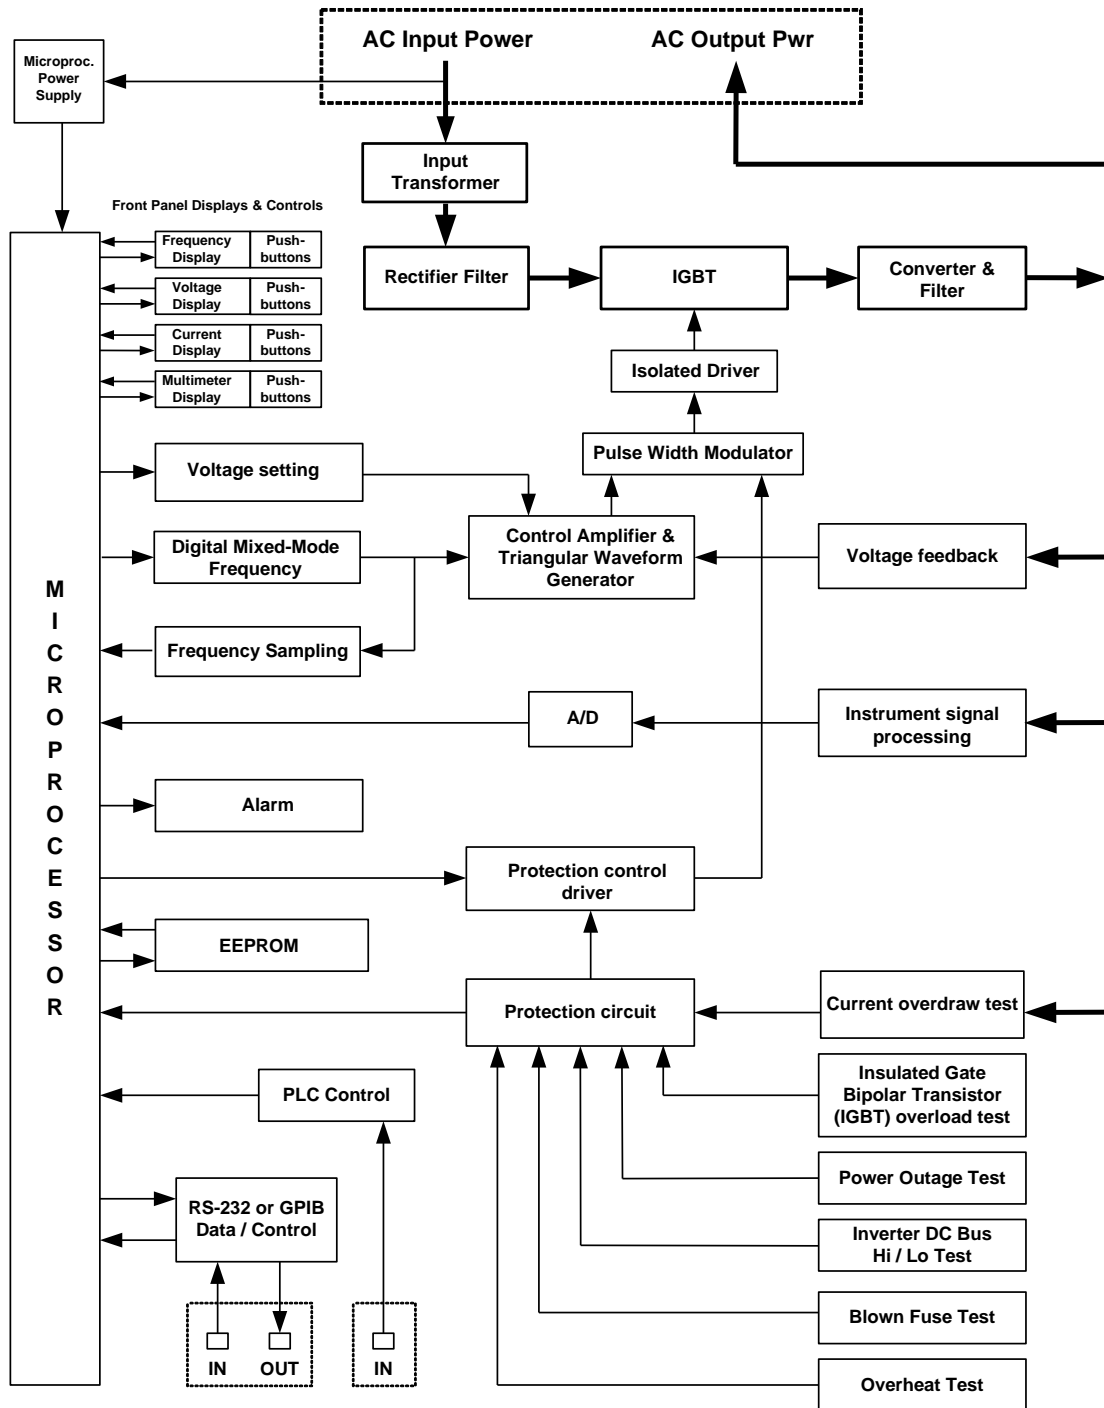 AC Input Power
AC Output Pwr
Microproc.
Power
Supply
Input
Transformer
Front Panel Displays & Controls
Frequency
Display
Push-
buttons
Voltage
Display
Push-
buttons
Current
Display
Push-
buttons
Multimeter
Display
Push-
buttons
Rectifier Filter
IGBT
Converter &
Filter
Isolated Driver
Pulse Width Modulator
Voltage setting
Digital Mixed-Mode
Frequency
Control Amplifier &
Triangular Waveform
Generator
Voltage feedback
MICROPROCESSOR
Frequency Sampling
A/D
Instrument signal
processing
Alarm
Protection control
driver
EEPROM
Protection circuit
Current overdraw test
PLC Control
Insulated Gate
Bipolar Transistor
(IGBT) overload test
Power Outage Test
RS-232 or GPIB
Data / Control
Inverter DC Bus
Hi / Lo Test
Blown Fuse Test
IN
OUT
IN
Overheat Test